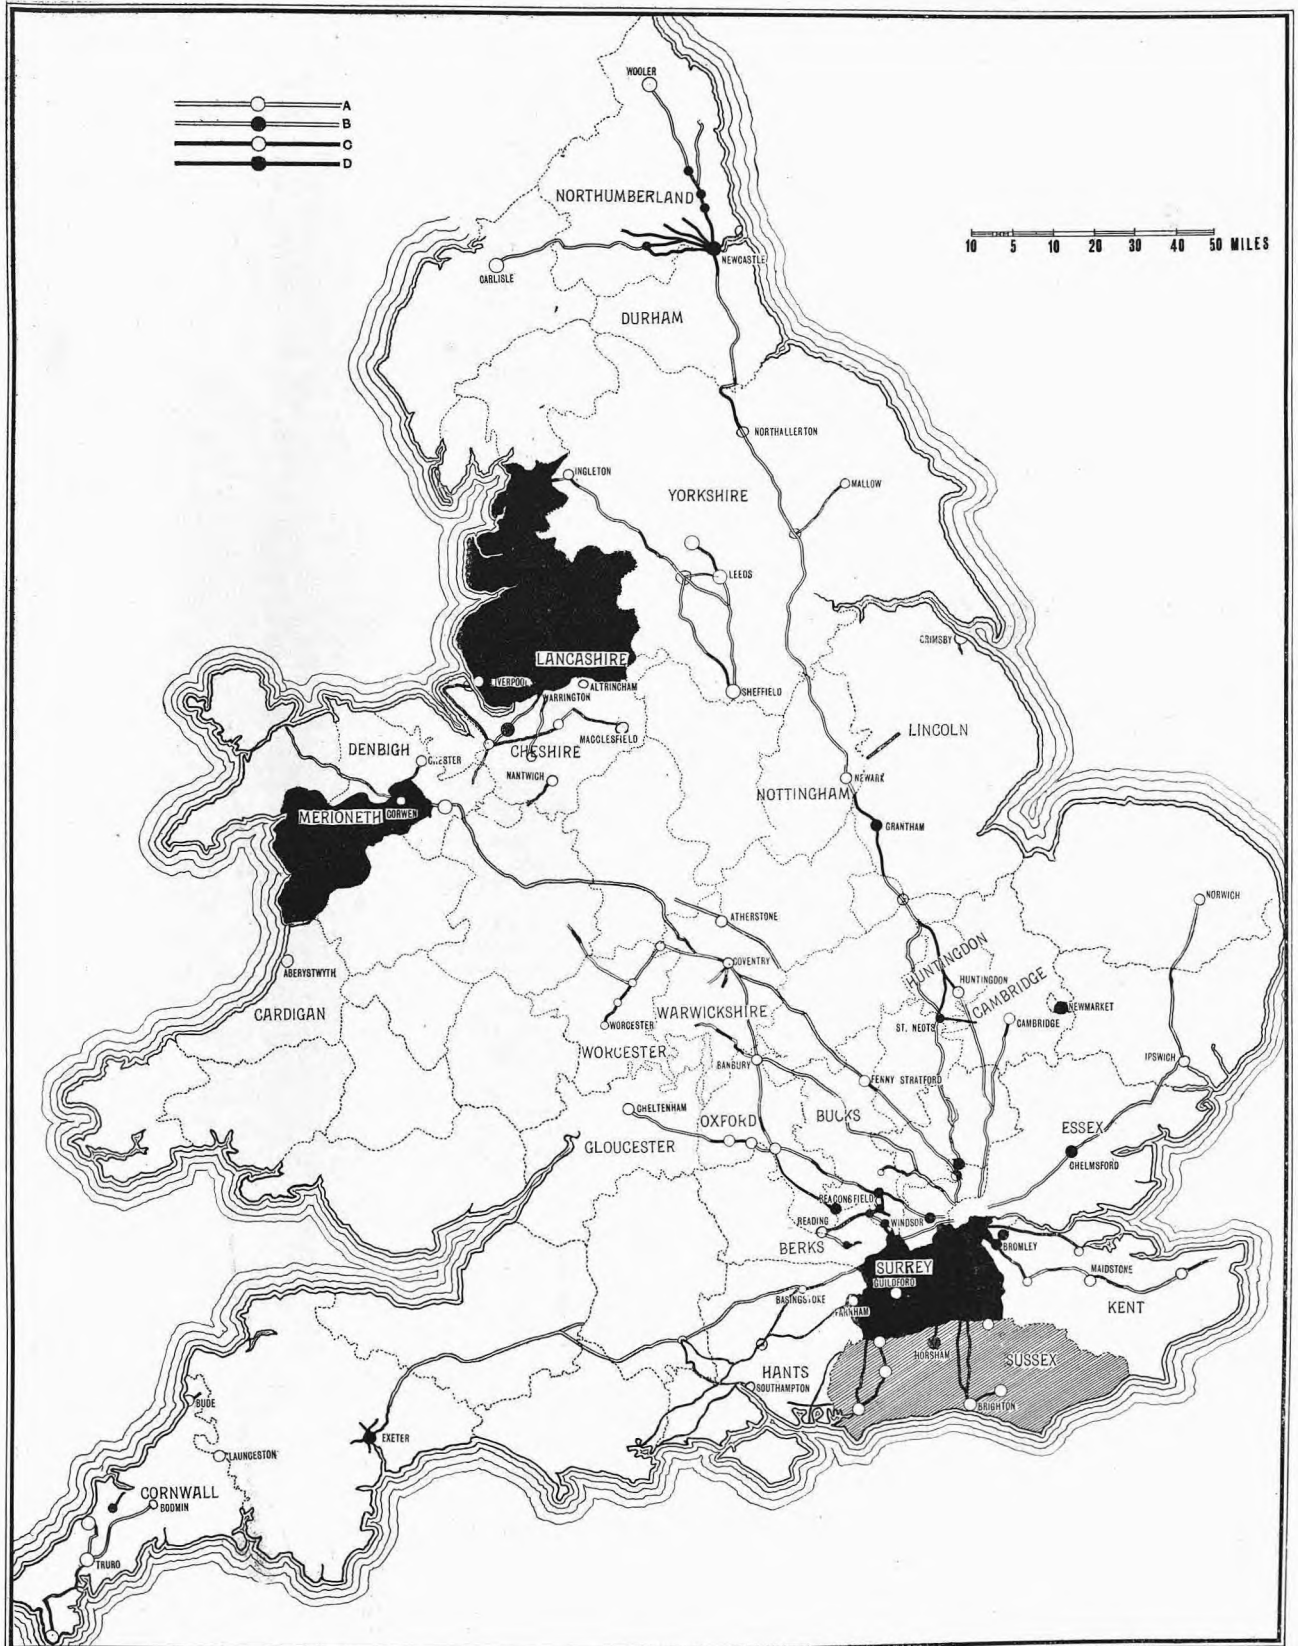 WOOLER
A
B
C
D
NORTHUMBERLAND
10 5 10 20 30 40 50 MILES
NEWCASTLE
CARLISLE
DURHAM
NORTHALLERTON
INGLETON
MALLOW
YORKSHIRE
LEEDS
GRIMSBY
LANCASHIRE
LIVERPOOL
ALTRINCHAM
WARRINGTON
SHEFFIELD
LINCOLN
MACCLESFIELD
DENBIGH
CHESHIRE
CHESTER
NANTWICH
NEWARK
NOTTINGHAM
MERIONETH
CORWEN
GRANTHAM
NORWICH
ATHERSTONE
COVENTRY
HUNTINGDON
ABERYSTWYTH
HUNTINGDON
CAMBRIDGE
NEWMARKET
CARDIGAN
WARWICKSHIRE
WORCESTER
ST. NEOTS
CAMBRIDGE
WORCESTER
BANBURY
IPSWICH
FENNY STRATFORD
CHELTENHAM
OXFORD
BUCKS
ESSEX
GLOUCESTER
CHELMSFORD
BEACONSFIELD
READING
WINDSOR
BERKS
BROMLEY
SURREY
MAIDSTONE
GUILDFORD
BASINGSTOKE
FARNHAM
KENT
HORSHAM
SUSSEX
HANTS
SOUTHAMPTON
BUDE
BRIGHTON
EXETER
LAUNCESTON
CORNWALL
BODMIN
TRURO